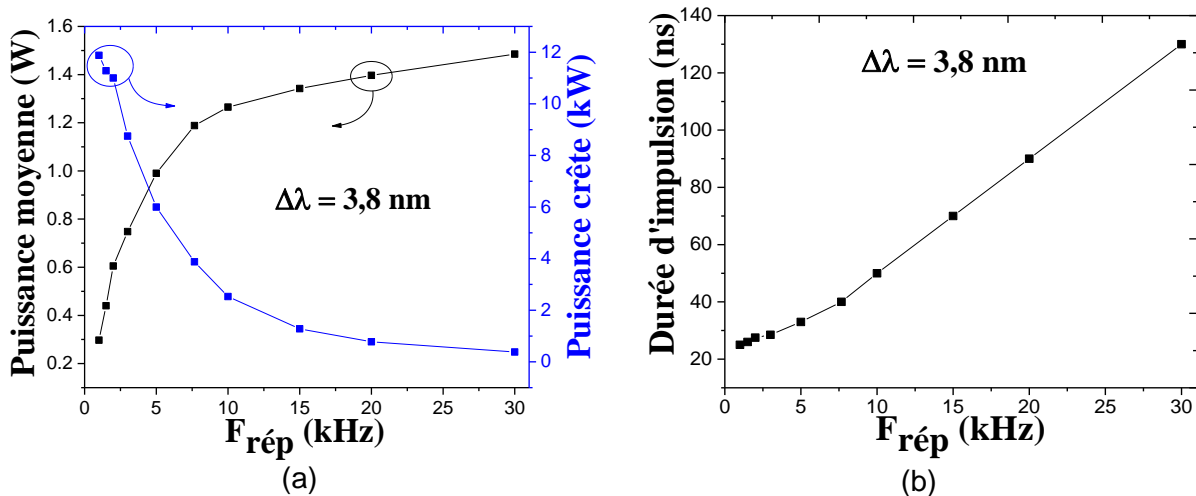 Puissance moyenne (W)
1.6
1.4
1.2
1.0
0.8
0.6
0.4
0.2
Δλ = 3,8 nm
12
10
8
6
4
2
0
Puissance crête (kW)
0 5 10 15 20 25 30
F rép (kHz)
(a)
Durée d'impulsion (ns)
140
120
100
80
60
40
20
Δλ = 3,8 nm
0 5 10 15 20 25 30
F rép (kHz)
(b)